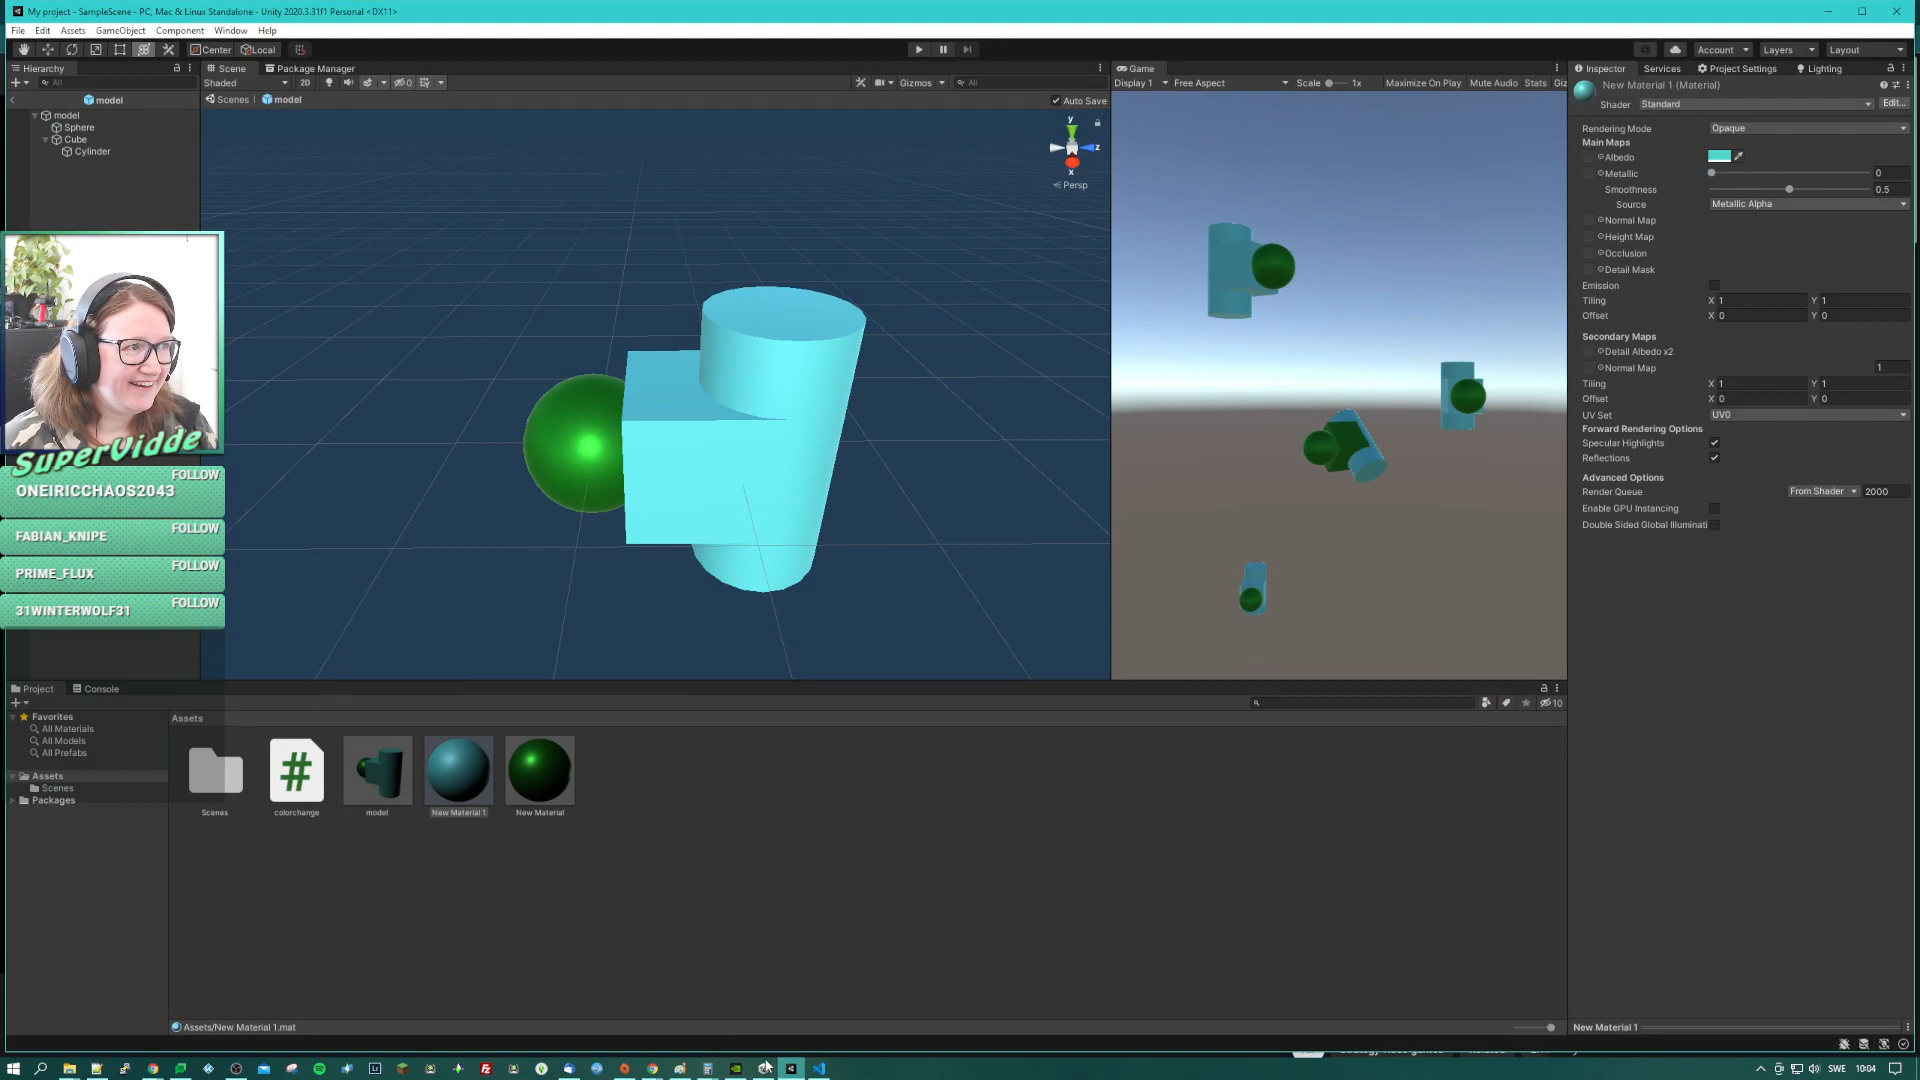 My project - SampleScene - PC, Mac & Linux Standalone - Unity 2020.3.31f1 Personal <DX11>
File Edit Assets GameObject Component Window Help
Center Local Account Layers Layout
Hierarchy Scene Package Manager Game Inspector Services Project Settings Lighting
All Shaded 2D 0 Gizmos All Display 1 Free Aspect Scale 1x Maximize On Play Mute Audio Stats Giz
New Material 1 (Material)
Shader Standard Edit...
model Scenes model Auto Save
model
Sphere
Cube
Cylinder
y
z
x
Persp
Rendering Mode Opaque
Main Maps
Albedo
Metallic 0
Smoothness 0.5
Source Metallic Alpha
Normal Map
Height Map
Occlusion
Detail Mask
Emission
Tiling X 1 Y 1
Offset X 0 Y 0
Secondary Maps
Detail Albedo x2
Normal Map 1
Tiling X 1 Y 1
Offset X 0 Y 0
UV Set UV0
Forward Rendering Options
Specular Highlights
Reflections
Advanced Options
Render Queue From Shader 2000
Enable GPU Instancing
Double Sided Global Illuminati
SuperVidde
FOLLOW
ONEIRICCHAOS2043
FOLLOW
FABIAN_KNIPE
FOLLOW
PRIME_FLUX
FOLLOW
31WINTERWOLF31
Project Console
10
Favorites
All Materials
All Models
All Prefabs
Assets
Scenes
Packages
Assets
#
Scenes colorchange model New Material 1 New Material
Assets/New Material 1.mat
New Material 1
Lr
SWE 10:04